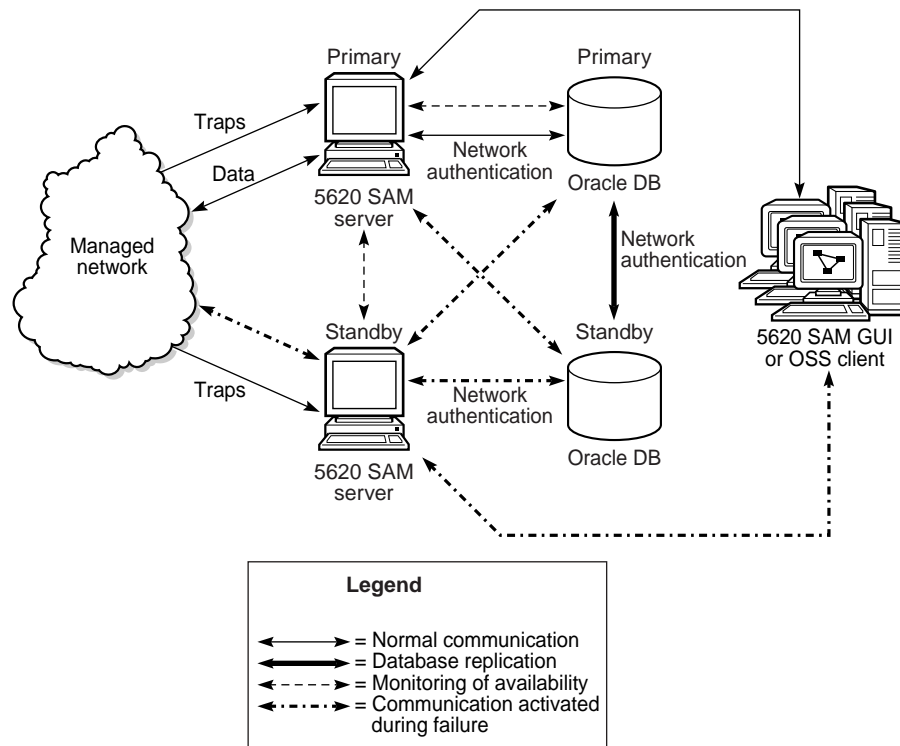 Primary
Primary
Traps
Data
Network
authentication
5620 SAM
server
Oracle DB
Managed
network
Network
authentication
Standby
Standby
5620 SAM GUI
or OSS client
Traps
Network
authentication
5620 SAM
server
Oracle DB
Legend
= Normal communication
= Database replication
= Monitoring of availability
= Communication activated
during failure